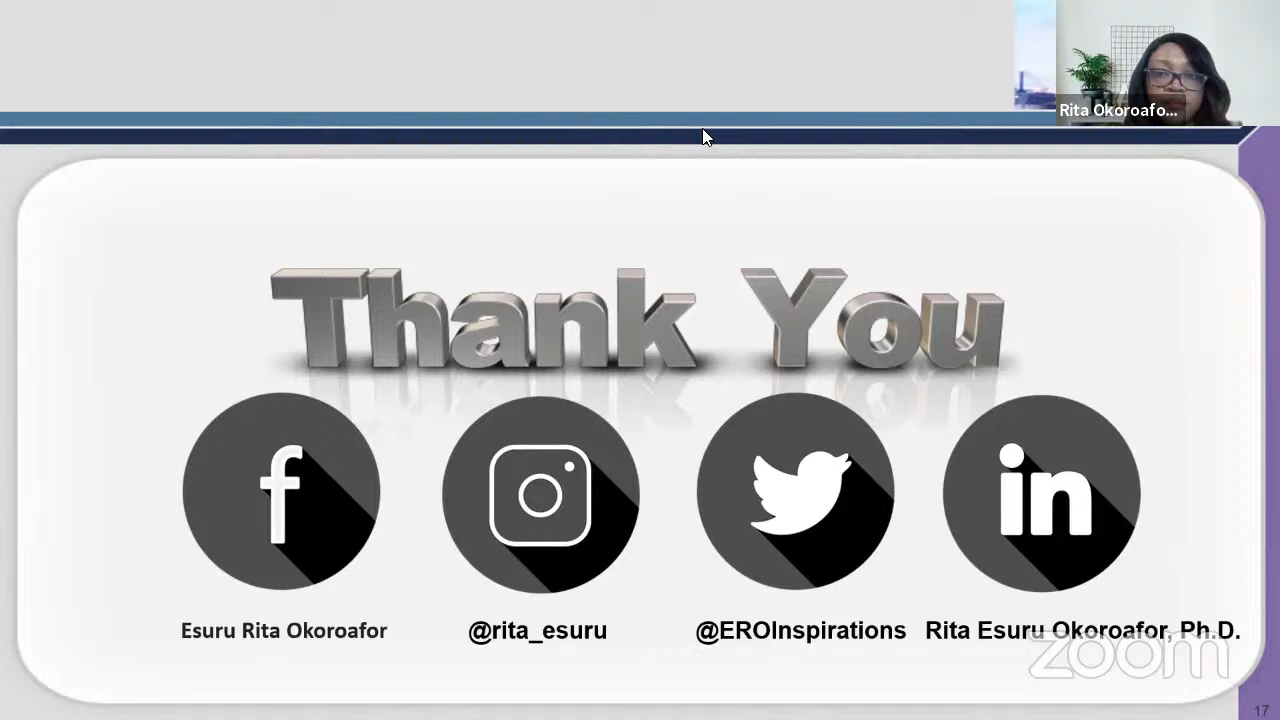 Rita Okoroafo...
Thank You
f
in
Esuru Rita Okoroafor
@rita_esuru
@EROInspirations
Rita Esuru Okoroafor, Ph.D.
zoom
17